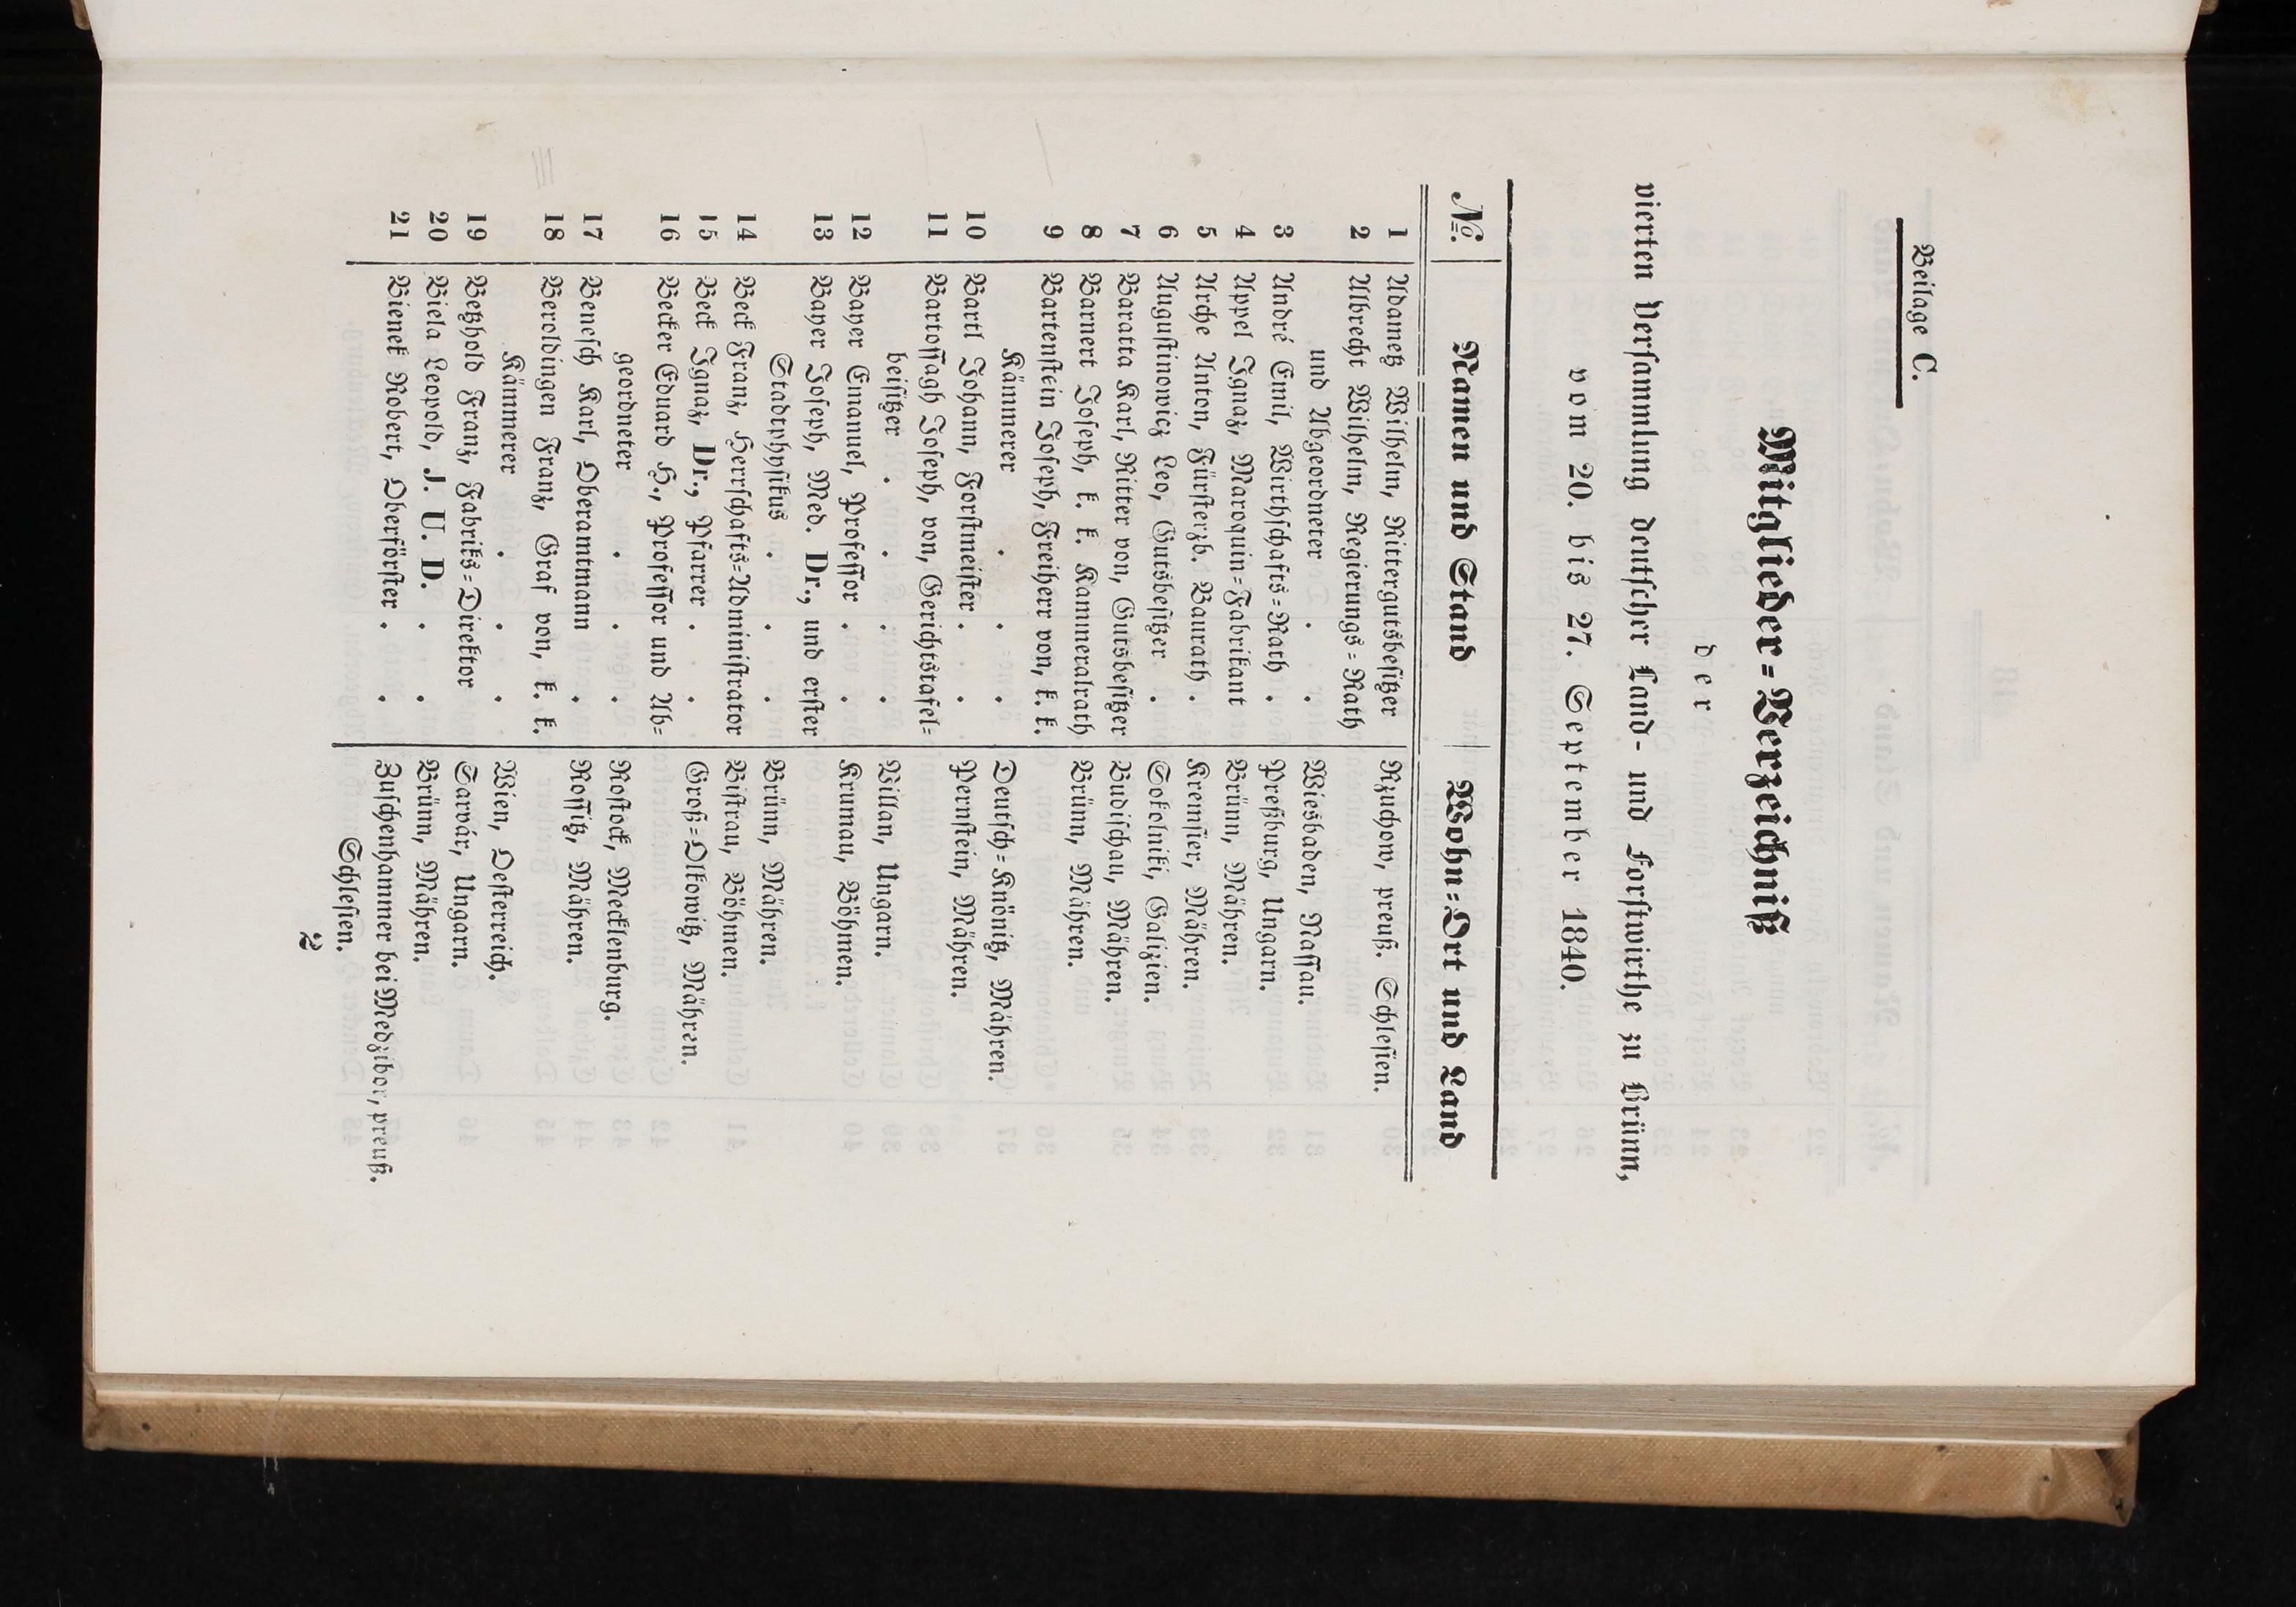 Beilage C.
Mitglieder=Verzeichniß
der
vierten Versammlung deutscher Land- und Forstwirthe zu Brünn,
vom 20. bis 27. September 1840.
No. Namen und Stand Wohn=Ort und Land
1 Adametz Wilhelm, Rittergutsbesitzer Rzuchow, preuß. Schlesien.
2 Albrecht Wilhelm, Regierungs=Rath
und Abgeordneter . . Wiesbaden, Nassau.
3 André Emil, Wirthschafts=Rath . Preßburg, Ungarn.
4 Appel Ignaz, Maroquin=Fabrikant Brünn, Mähren.
5 Arche Anton, Fürsterzb. Baurath . Kremsier, Mähren.
6 Augustinowicz Leo, Gutsbesitzer . Sokolniki, Galizien.
7 Baratta Karl, Ritter von, Gutsbesitzer Budischau, Mähren.
8 Barnert Joseph, k. k. Kammeralrath Brünn, Mähren.
9 Bartenstein Joseph, Freiherr von, k. k.
Kämmerer . . . Deutsch=Knönitz, Mähren.
10 Bartl Johann, Forstmeister . . Pernstein, Mähren.
11 Bartossagh Joseph, von, Gerichtstafel=
beisitzer . . . . Villan, Ungarn.
12 Bayer Emanuel, Professor . . Krumau, Böhmen.
13 Bayer Joseph, Med. Dr., und erster
Stadtphysikus . . . Brünn, Mähren.
14 Beck Franz, Herrschafts=Administrator Bistrau, Böhmen.
15 Beck Ignaz, Dr., Pfarrer . . Groß=Olkowitz, Mähren.
16 Becker Eduard H., Professor und Ab=
geordneter . . . Rostock, Mecklenburg.
17 Benesch Karl, Oberamtmann . Rossitz, Mähren.
18 Beroldingen Franz, Graf von, k. k.
Kämmerer . . . Wien, Oesterreich.
19 Betzhold Franz, Fabriks=Direktor Sarvár, Ungarn.
20 Biela Leopold, J. U. D. . . Brünn, Mähren.
21 Bienek Robert, Oberförster . . Zuschenhammer bei Medzibor, preuß.
Schlesien.
2